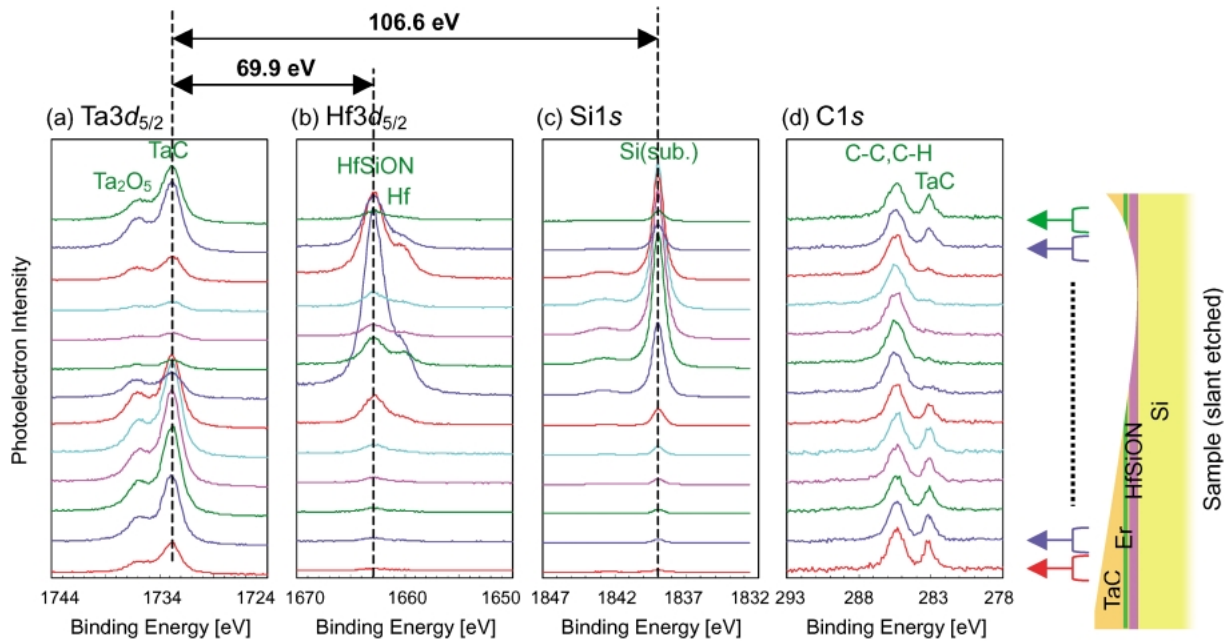 106.6 eV
69.9 eV
(a) Ta3d5/2
(b) Hf3d5/2
(c) Si1s
(d) C1s
TaC
Ta2O5
HfSiON
Hf
Si(sub.)
C-C,C-H
TaC
Photoelectron Intensity
1744 1734 1724
1670 1660 1650
1847 1842 1837 1832
293 288 283 278
Binding Energy [eV]
Binding Energy [eV]
Binding Energy [eV]
Binding Energy [eV]
TaC
Er
HfSiON
Si
Sample (slant etched)